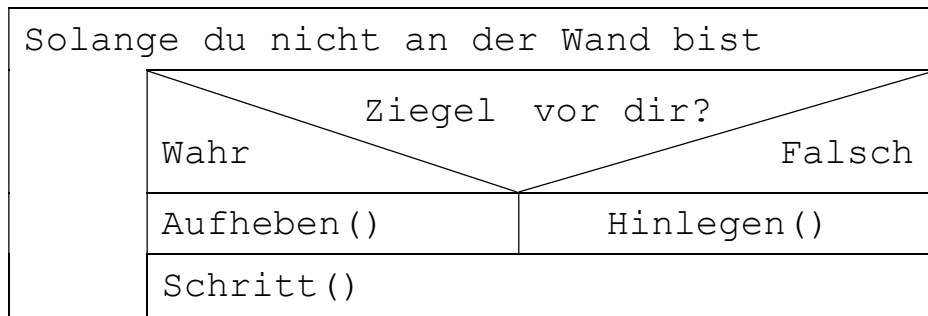 Solange du nicht an der Wand bist
Ziegel vor dir?
Wahr Falsch
Aufheben() Hinlegen()
Schritt()